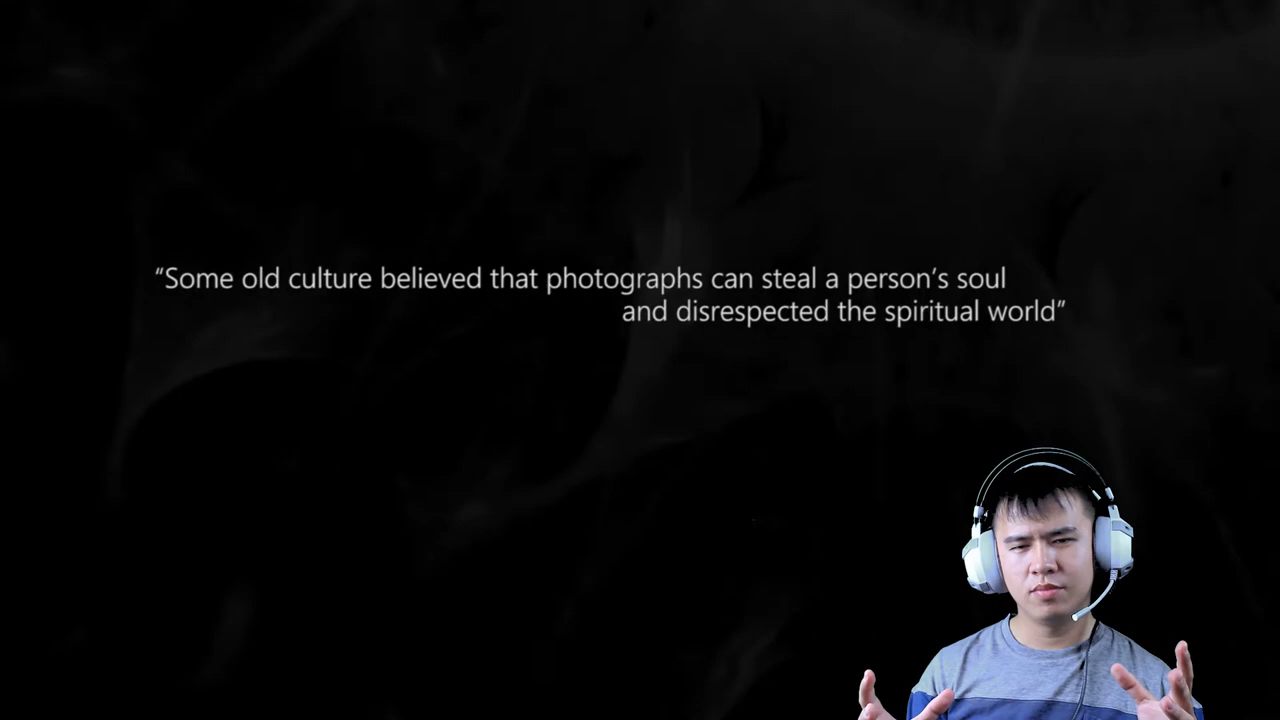 “Some old culture believed that photographs can steal a person’s soul
and disrespected the spiritual world”